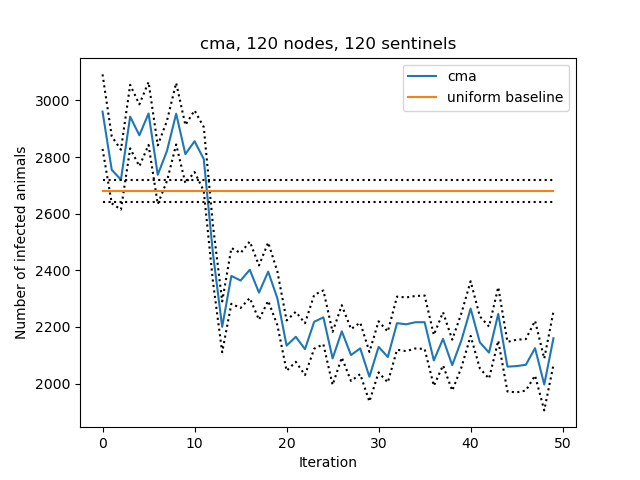 cma, 120 nodes, 120 sentinels
cma
uniform baseline
Number of infected animals
3000
2800
2600
2400
2200
2000
0 10 20 30 40 50
Iteration